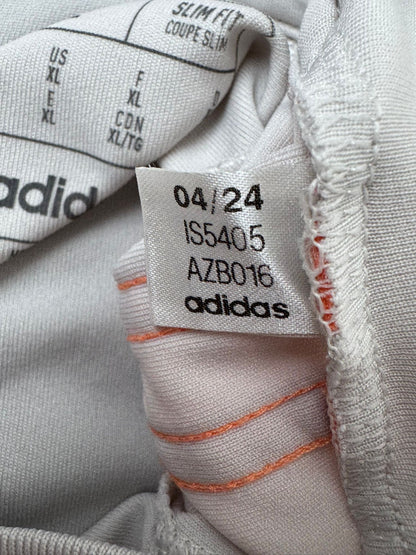 SLIM FIT
COUPE SLIM
US
XL
E
XL
F
XL
CDN
XL/TG
adid
04/24
IS5405
AZB016
adidas